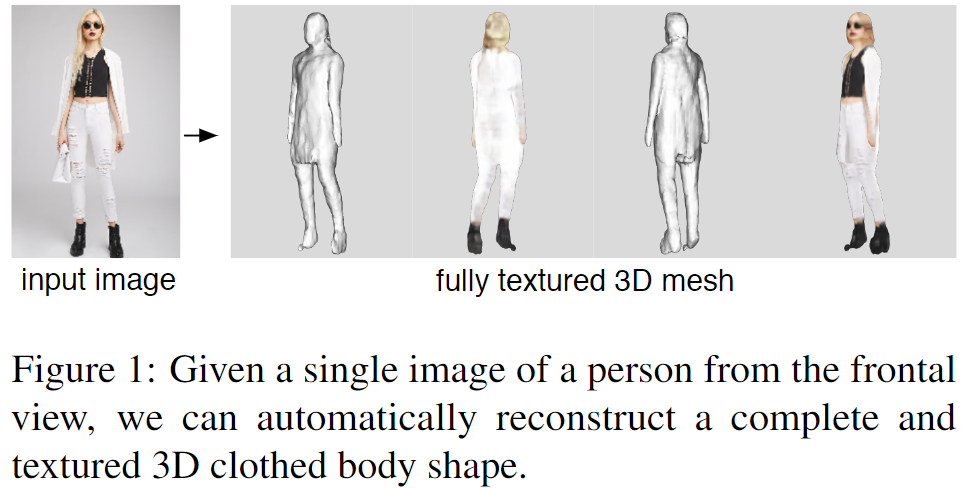 input image
fully textured 3D mesh
Figure 1: Given a single image of a person from the frontal
view, we can automatically reconstruct a complete and
textured 3D clothed body shape.